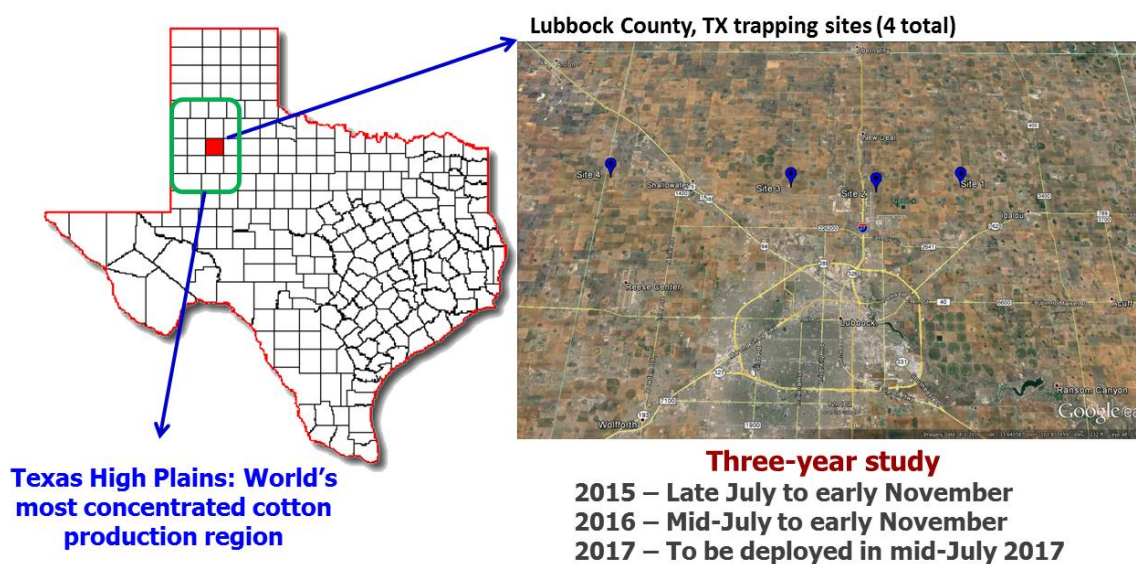 Lubbock County, TX trapping sites (4 total)
Anton
New Deal
Site 4
Shallowater
Site 3
Site 2
Site 1
Idalou
Reese Center
Lubbock
Acuff
Ransom Canyon
Wolfforth
Google ea
Texas High Plains: World’s
most concentrated cotton
production region
Three-year study
2015 – Late July to early November
2016 – Mid-July to early November
2017 – To be deployed in mid-July 2017